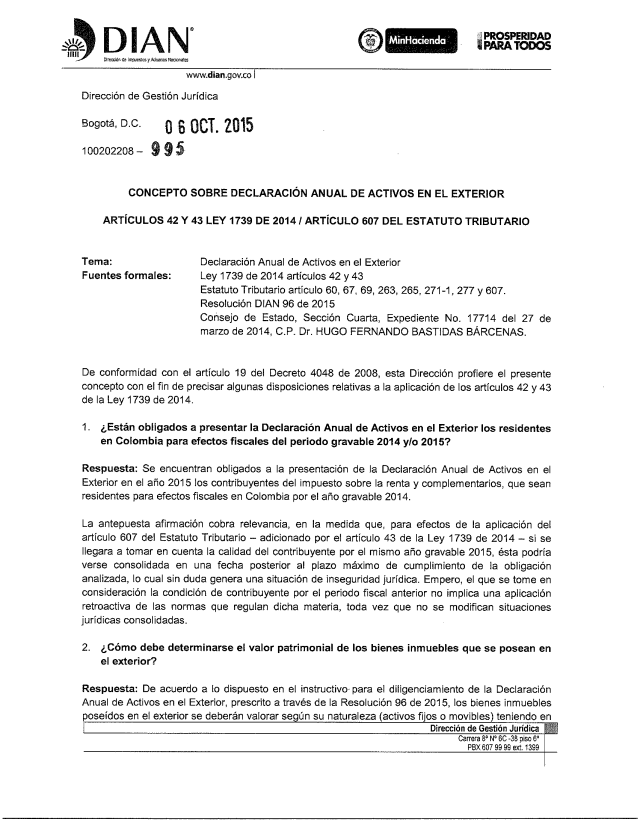 DIAN®
Dirección de Impuestos y Aduanas Nacionales
MinHacienda
PROSPERIDAD
PARA TODOS
www.dian.gov.co
Dirección de Gestión Jurídica
Bogotá, D.C. 06 OCT. 2015
100202208 – 995
CONCEPTO SOBRE DECLARACIÓN ANUAL DE ACTIVOS EN EL EXTERIOR
ARTÍCULOS 42 Y 43 LEY 1739 DE 2014 / ARTÍCULO 607 DEL ESTATUTO TRIBUTARIO
Tema: Declaración Anual de Activos en el Exterior
Fuentes formales: Ley 1739 de 2014 artículos 42 y 43
Estatuto Tributario artículo 60, 67, 69, 263, 265, 271-1, 277 y 607.
Resolución DIAN 96 de 2015
Consejo de Estado, Sección Cuarta, Expediente No. 17714 del 27 de
marzo de 2014, C.P. Dr. HUGO FERNANDO BASTIDAS BÁRCENAS.
De conformidad con el artículo 19 del Decreto 4048 de 2008, esta Dirección profiere el presente
concepto con el fin de precisar algunas disposiciones relativas a la aplicación de los artículos 42 y 43
de la Ley 1739 de 2014.
1. ¿Están obligados a presentar la Declaración Anual de Activos en el Exterior los residentes
en Colombia para efectos fiscales del periodo gravable 2014 y/o 2015?
Respuesta: Se encuentran obligados a la presentación de la Declaración Anual de Activos en el
Exterior en el año 2015 los contribuyentes del impuesto sobre la renta y complementarios, que sean
residentes para efectos fiscales en Colombia por el año gravable 2014.
La antepuesta afirmación cobra relevancia, en la medida que, para efectos de la aplicación del
artículo 607 del Estatuto Tributario – adicionado por el artículo 43 de la Ley 1739 de 2014 – si se
llegara a tomar en cuenta la calidad del contribuyente por el mismo año gravable 2015, ésta podría
verse consolidada en una fecha posterior al plazo máximo de cumplimiento de la obligación
analizada, lo cual sin duda genera una situación de inseguridad jurídica. Empero, el que se tome en
consideración la condición de contribuyente por el periodo fiscal anterior no implica una aplicación
retroactiva de las normas que regulan dicha materia, toda vez que no se modifican situaciones
jurídicas consolidadas.
2. ¿Cómo debe determinarse el valor patrimonial de los bienes inmuebles que se posean en
el exterior?
Respuesta: De acuerdo a lo dispuesto en el instructivo para el diligenciamiento de la Declaración
Anual de Activos en el Exterior, prescrito a través de la Resolución 96 de 2015, los bienes inmuebles
poseídos en el exterior se deberán valorar según su naturaleza (activos fijos o movibles) teniendo en
Dirección de Gestión Jurídica
Carrera 8ª Nº 6C -38 piso 6º
PBX 607 99 99 ext. 1399